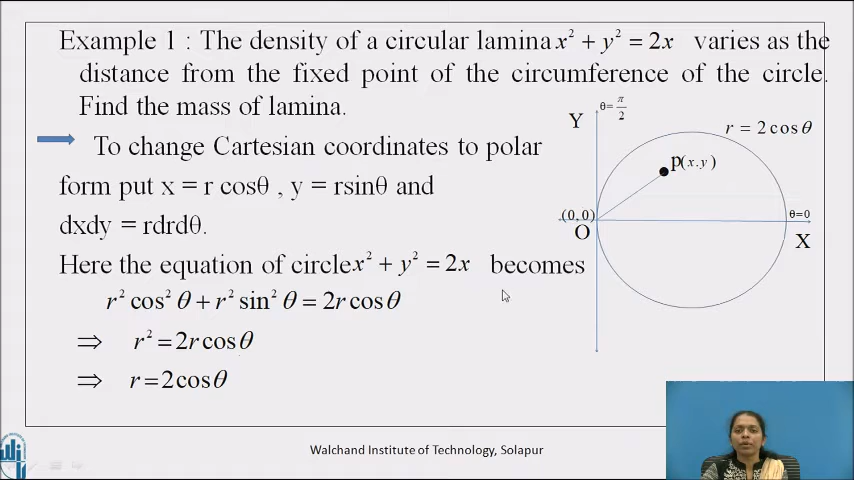 Example 1 : The density of a circular lamina x² + y² = 2x varies as the
distance from the fixed point of the circumference of the circle.
Find the mass of lamina.
To change Cartesian coordinates to polar
form put x = r cosθ , y = rsinθ and
dxdy = rdrdθ.
Here the equation of circle x² + y² = 2x becomes
r² cos² θ + r² sin² θ = 2r cos θ
⇒ r² = 2r cos θ
⇒ r = 2 cos θ
Y
θ= π/2
r = 2 cos θ
P(x.y)
(0,0)
O
θ=0
X
Walchand Institute of Technology, Solapur